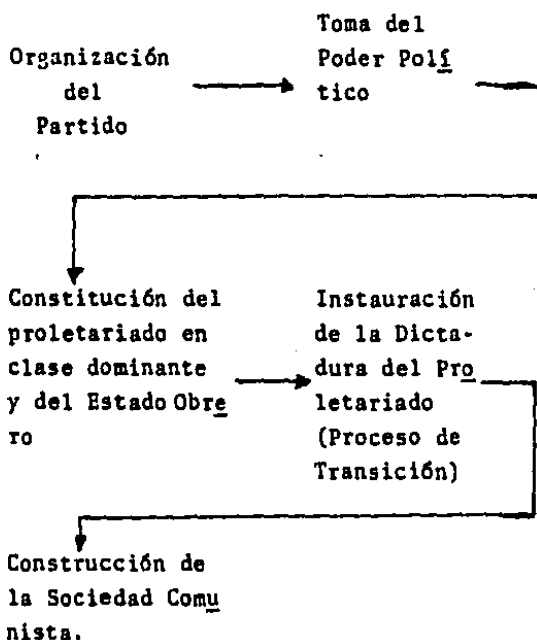 Organización
del
Partido
Toma del
Poder Polí
tico
Constitución del
proletariado en
clase dominante
y del Estado Obre
ro
Instauración
de la Dicta-
dura del Pro
letariado
(Proceso de
Transición)
Construcción de
la Sociedad Comu
nista.